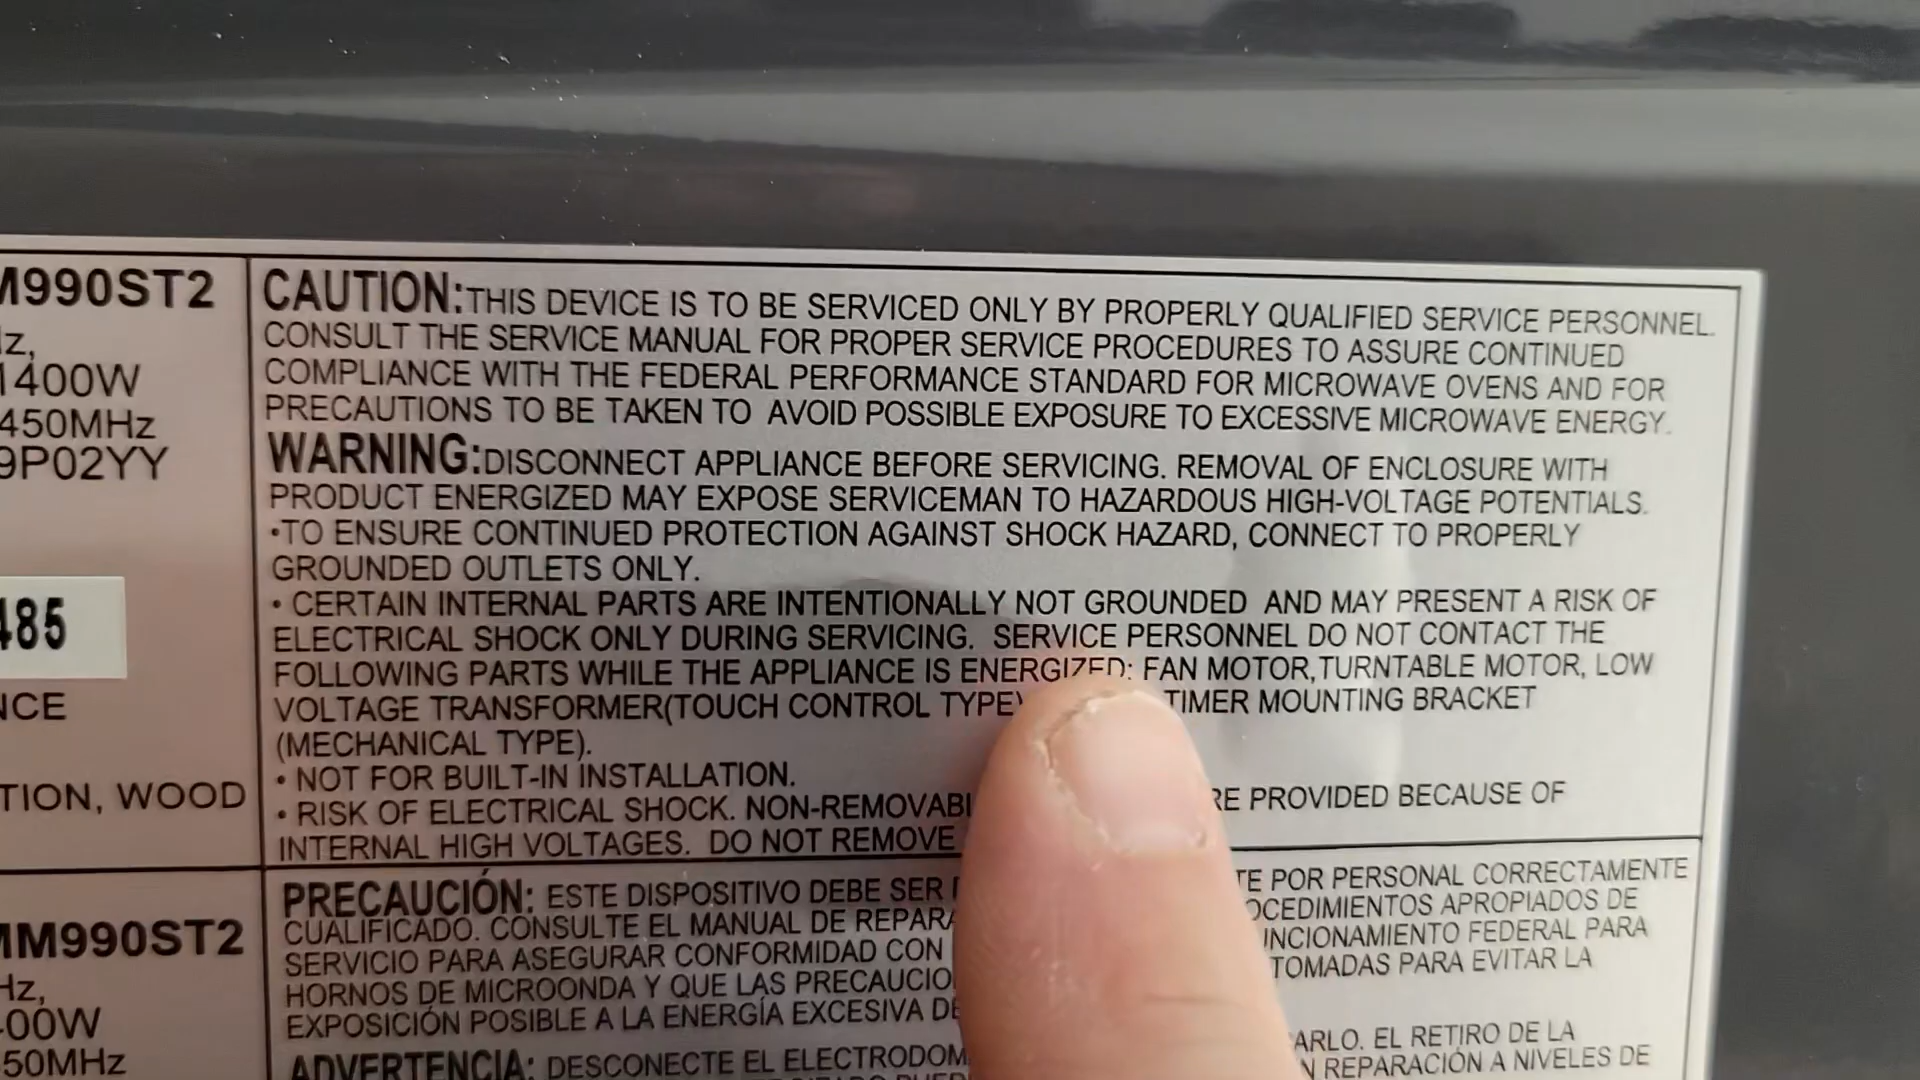 M990ST2
Hz,
1400W
450MHz
9P02YY
485
NCE
TION, WOOD
CAUTION:THIS DEVICE IS TO BE SERVICED ONLY BY PROPERLY QUALIFIED SERVICE PERSONNEL.
CONSULT THE SERVICE MANUAL FOR PROPER SERVICE PROCEDURES TO ASSURE CONTINUED
COMPLIANCE WITH THE FEDERAL PERFORMANCE STANDARD FOR MICROWAVE OVENS AND FOR
PRECAUTIONS TO BE TAKEN TO AVOID POSSIBLE EXPOSURE TO EXCESSIVE MICROWAVE ENERGY.
WARNING:DISCONNECT APPLIANCE BEFORE SERVICING. REMOVAL OF ENCLOSURE WITH
PRODUCT ENERGIZED MAY EXPOSE SERVICEMAN TO HAZARDOUS HIGH-VOLTAGE POTENTIALS.
•TO ENSURE CONTINUED PROTECTION AGAINST SHOCK HAZARD, CONNECT TO PROPERLY
GROUNDED OUTLETS ONLY.
• CERTAIN INTERNAL PARTS ARE INTENTIONALLY NOT GROUNDED AND MAY PRESENT A RISK OF
ELECTRICAL SHOCK ONLY DURING SERVICING. SERVICE PERSONNEL DO NOT CONTACT THE
FOLLOWING PARTS WHILE THE APPLIANCE IS ENERGIZED: FAN MOTOR,TURNTABLE MOTOR, LOW
VOLTAGE TRANSFORMER(TOUCH CONTROL TYPE) TIMER MOUNTING BRACKET
(MECHANICAL TYPE).
• NOT FOR BUILT-IN INSTALLATION.
• RISK OF ELECTRICAL SHOCK. NON-REMOVABL RE PROVIDED BECAUSE OF
INTERNAL HIGH VOLTAGES. DO NOT REMOVE
MM990ST2
Hz,
400W
50MHz
PRECAUCIÓN: ESTE DISPOSITIVO DEBE SER TE POR PERSONAL CORRECTAMENTE
CUALIFICADO. CONSULTE EL MANUAL DE REPARA OCEDIMIENTOS APROPIADOS DE
SERVICIO PARA ASEGURAR CONFORMIDAD CON UNCIONAMIENTO FEDERAL PARA
HORNOS DE MICROONDA Y QUE LAS PRECAUCIO TOMADAS PARA EVITAR LA
EXPOSICIÓN POSIBLE A LA ENERGÍA EXCESIVA DE
ADVERTENCIA: DESCONECTE EL ELECTRODOM ARLO. EL RETIRO DE LA
N REPARACIÓN A NIVELES DE